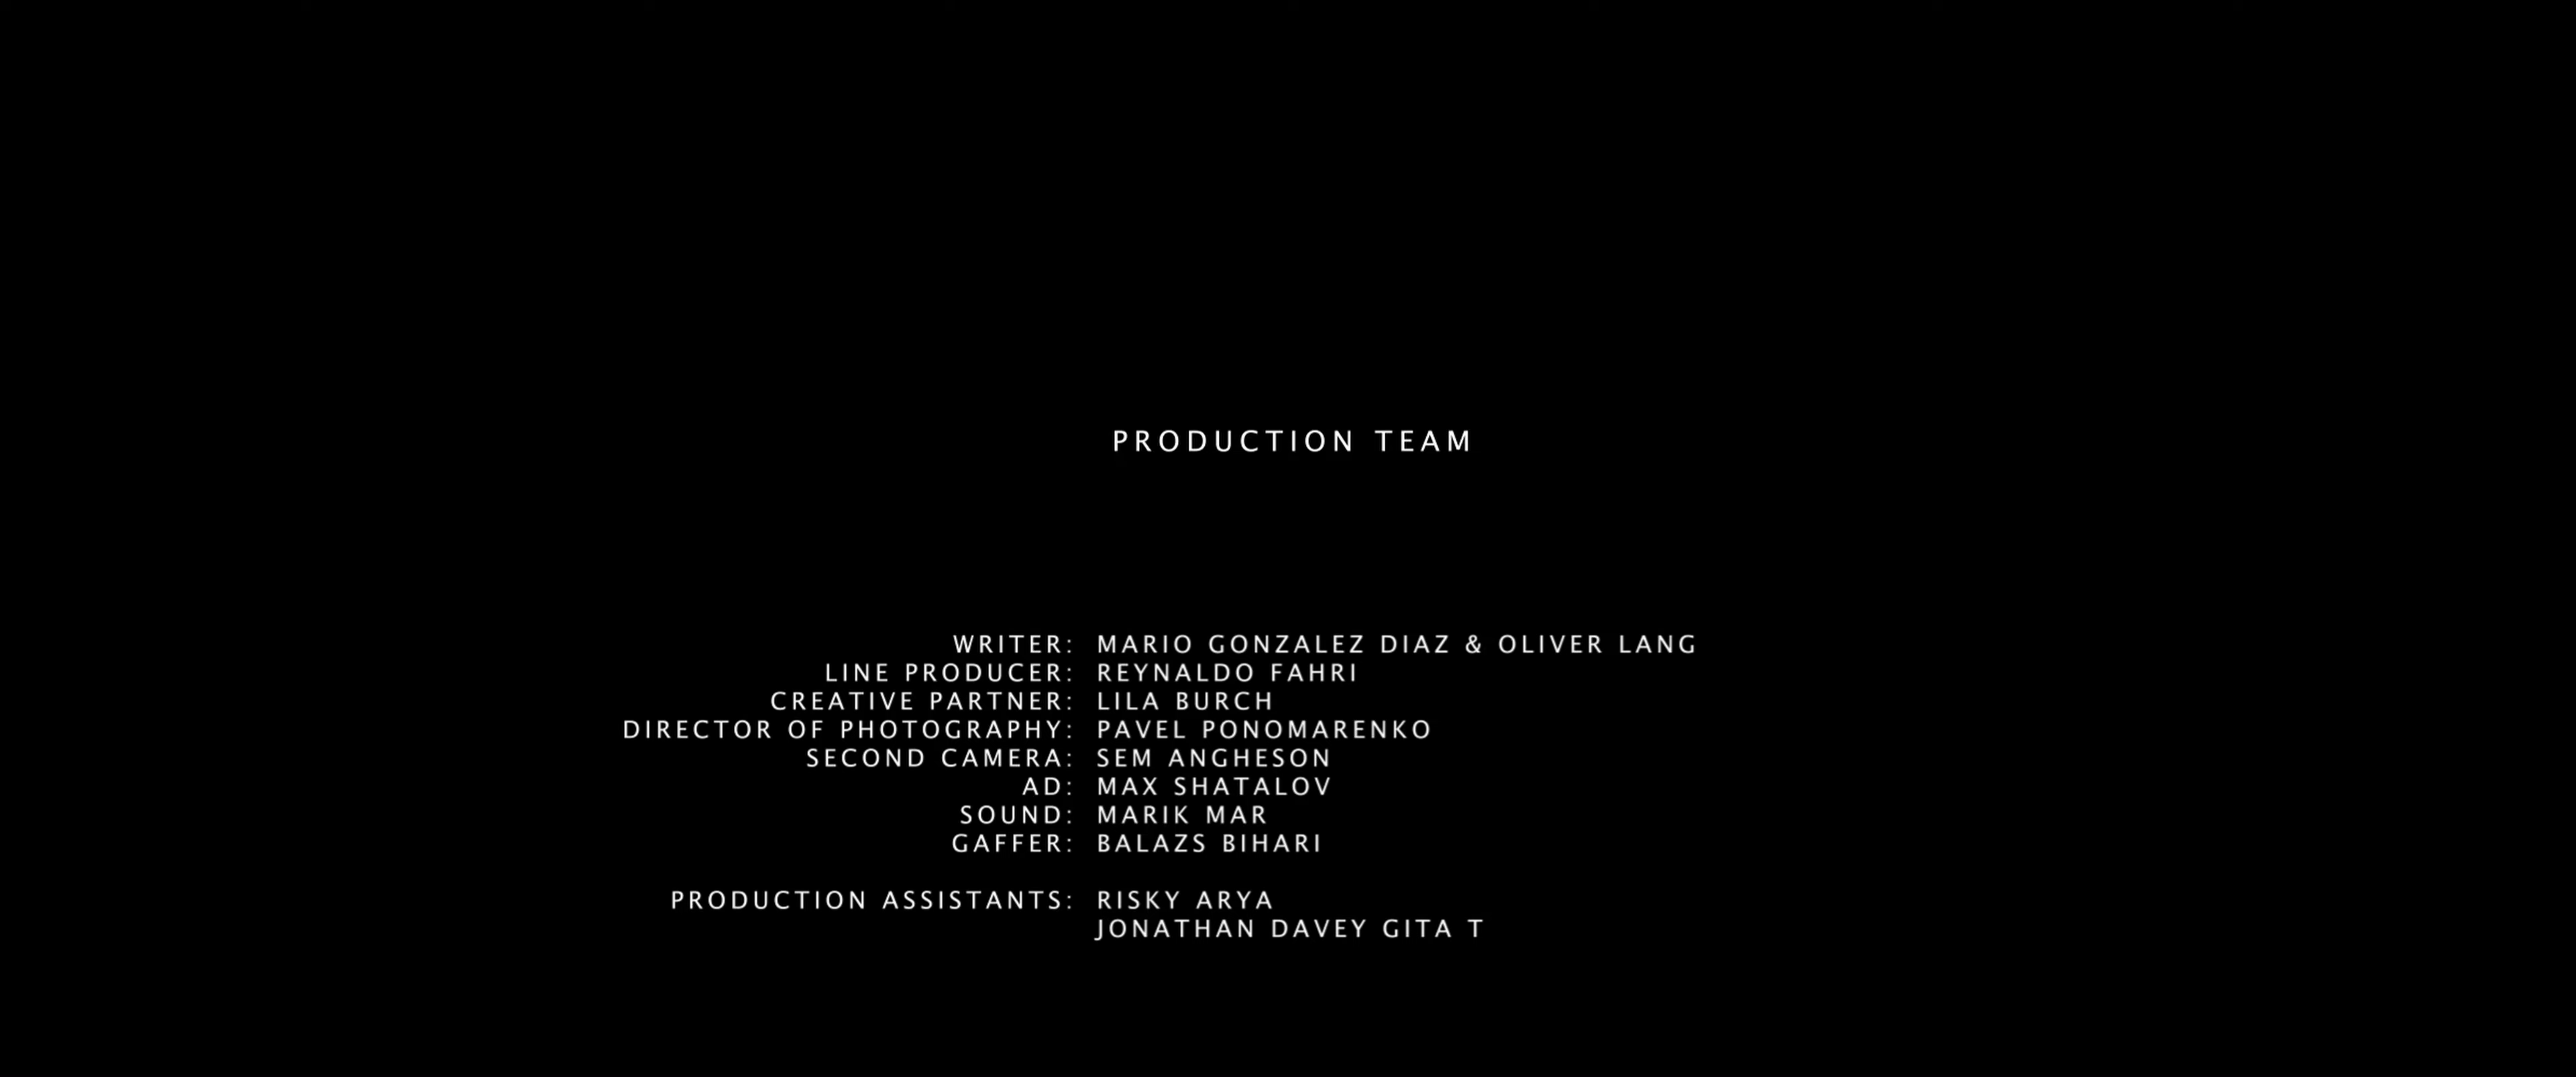 PRODUCTION TEAM
WRITER: MARIO GONZALEZ DIAZ & OLIVER LANG
LINE PRODUCER: REYNALDO FAHRI
CREATIVE PARTNER: LILA BURCH
DIRECTOR OF PHOTOGRAPHY: PAVEL PONOMARENKO
SECOND CAMERA: SEM ANGHESON
AD: MAX SHATALOV
SOUND: MARIK MAR
GAFFER: BALAZS BIHARI
PRODUCTION ASSISTANTS: RISKY ARYA
JONATHAN DAVEY GITA T